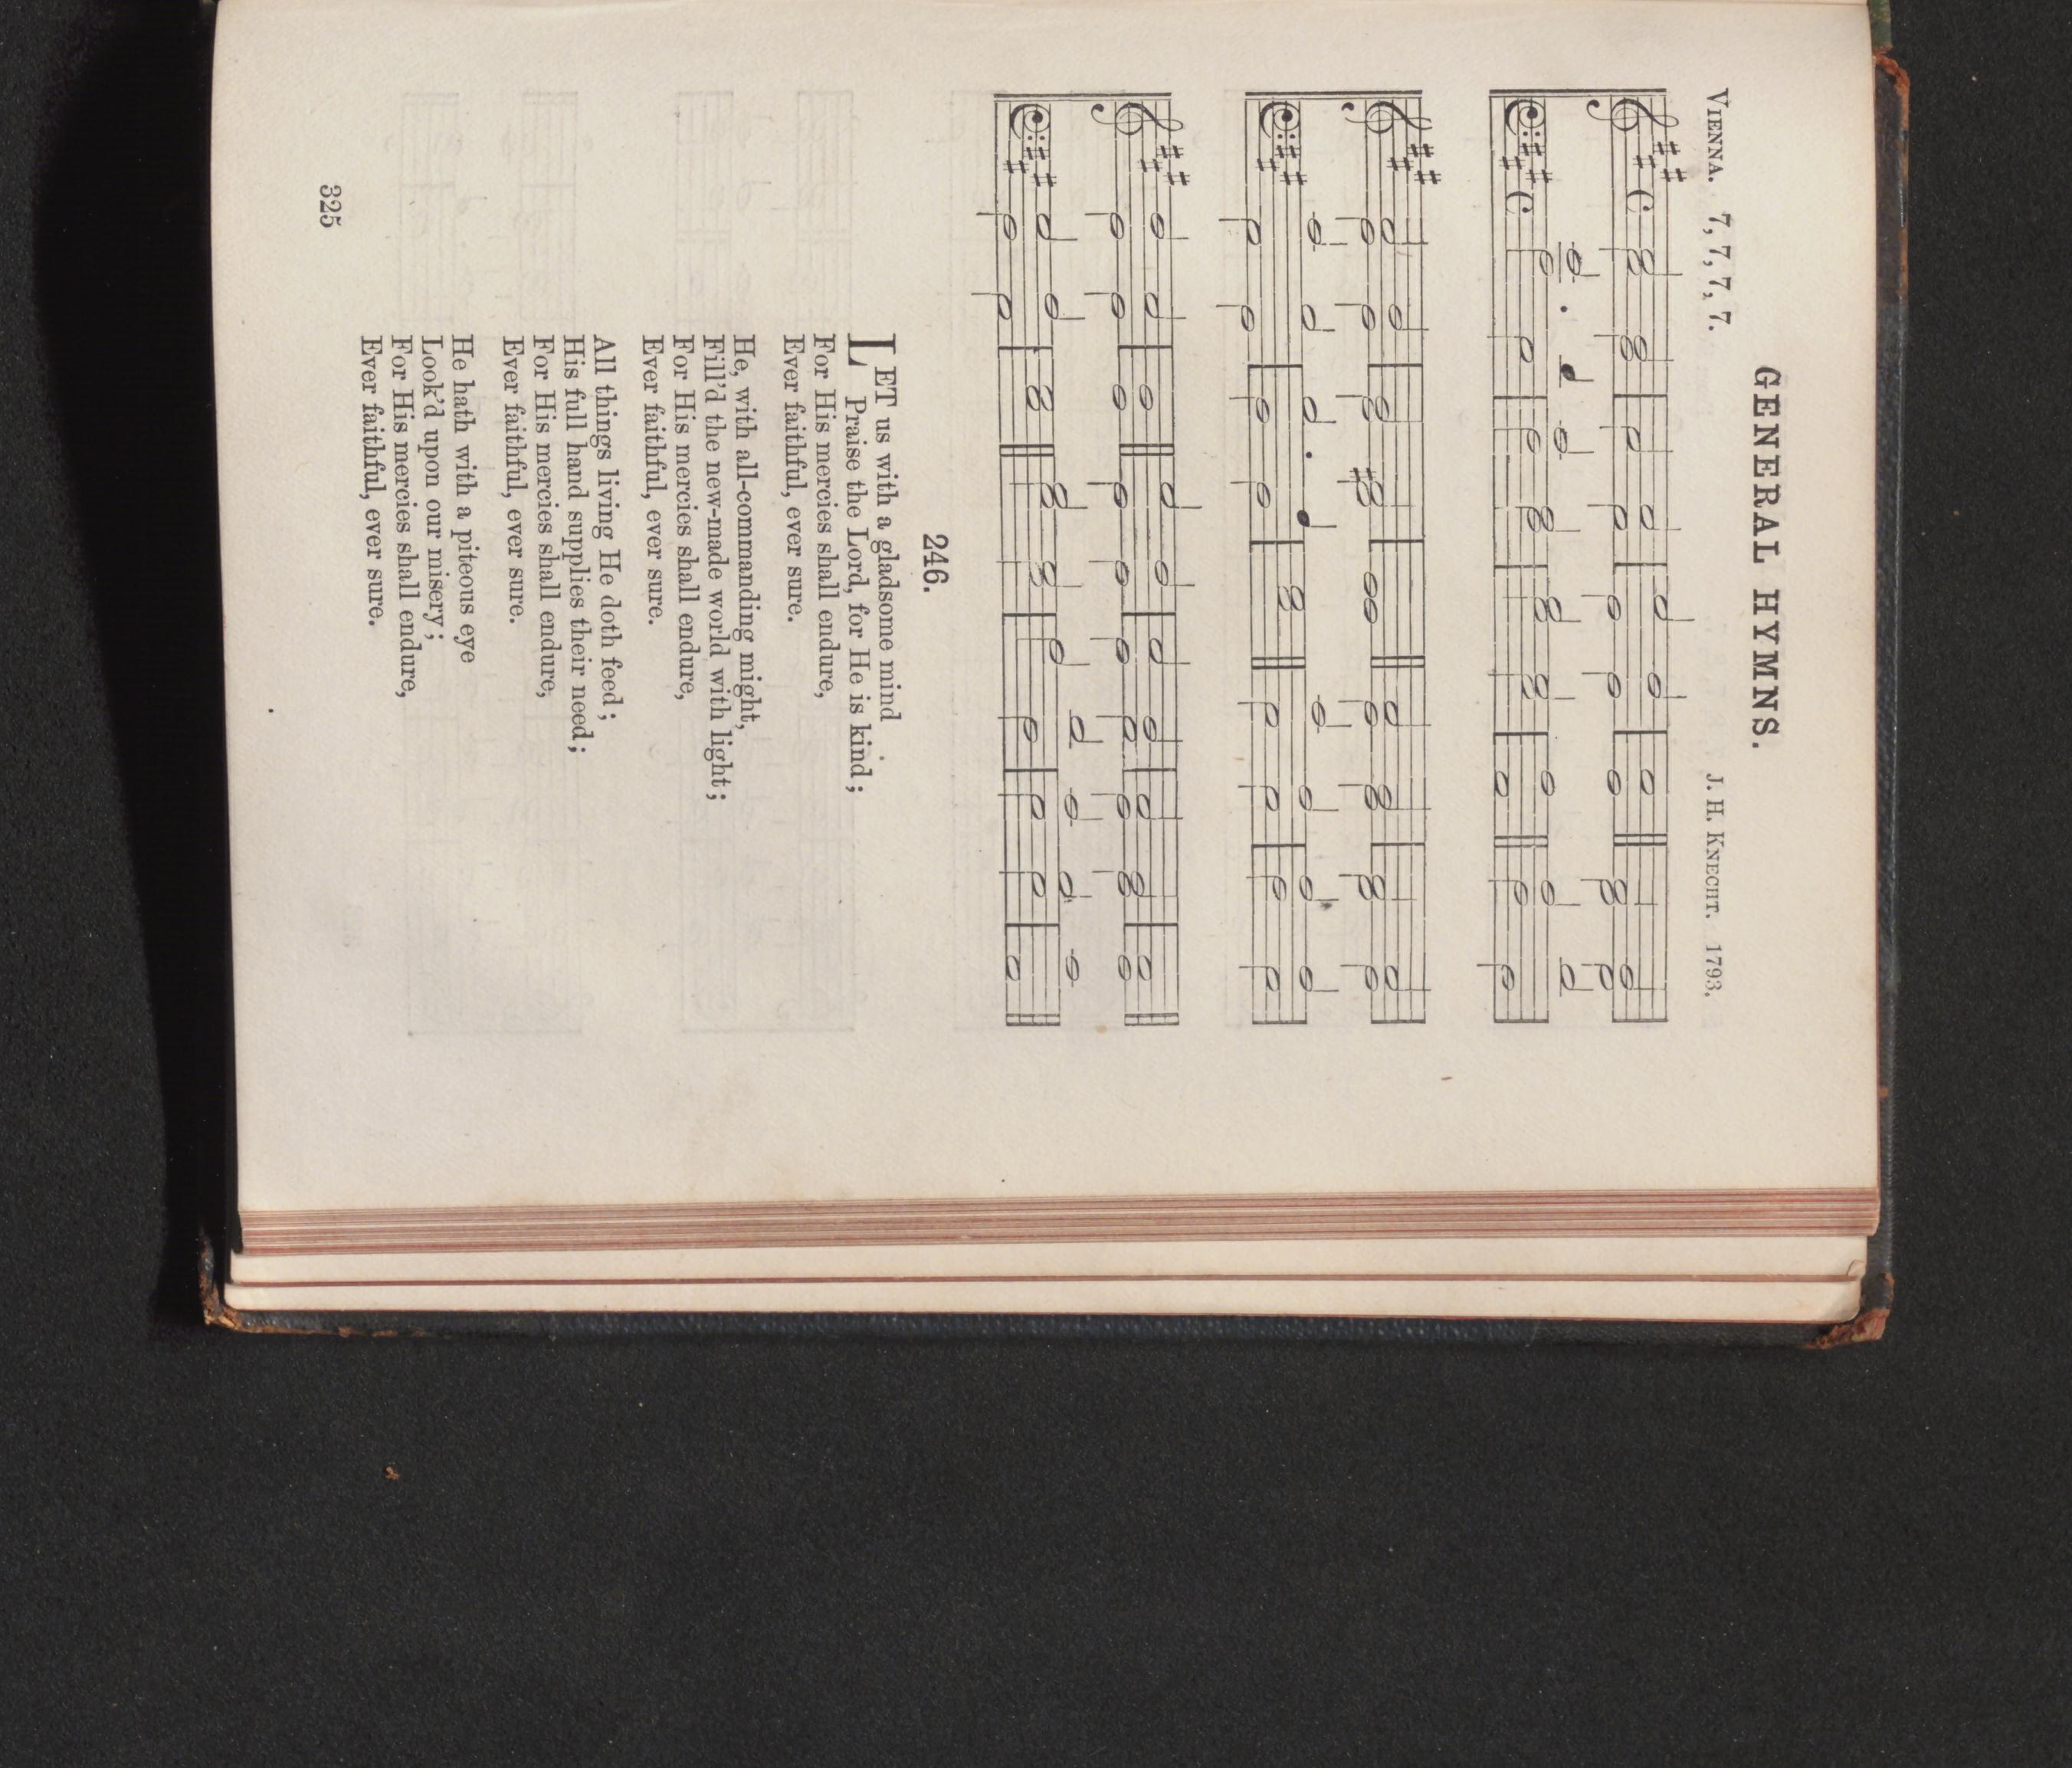 GENERAL HYMNS.
VIENNA. 7, 7, 7, 7. J. H. KNECHT. 1793.
246.
LET us with a gladsome mind
Praise the Lord, for He is kind;
For His mercies shall endure,
Ever faithful, ever sure.
He, with all-commanding might,
Fill'd the new-made world with light;
For His mercies shall endure,
Ever faithful, ever sure.
All things living He doth feed;
His full hand supplies their need;
For His mercies shall endure,
Ever faithful, ever sure.
He hath with a piteous eye
Look'd upon our misery;
For His mercies shall endure,
Ever faithful, ever sure.
325